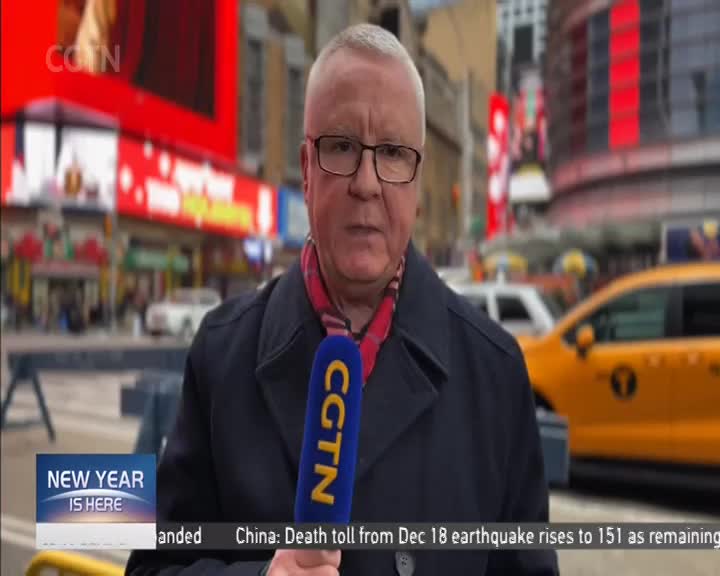 CGTN
CGTN
NEW YEAR
IS HERE
anded China: Death toll from Dec 18 earthquake rises to 151 as remaining